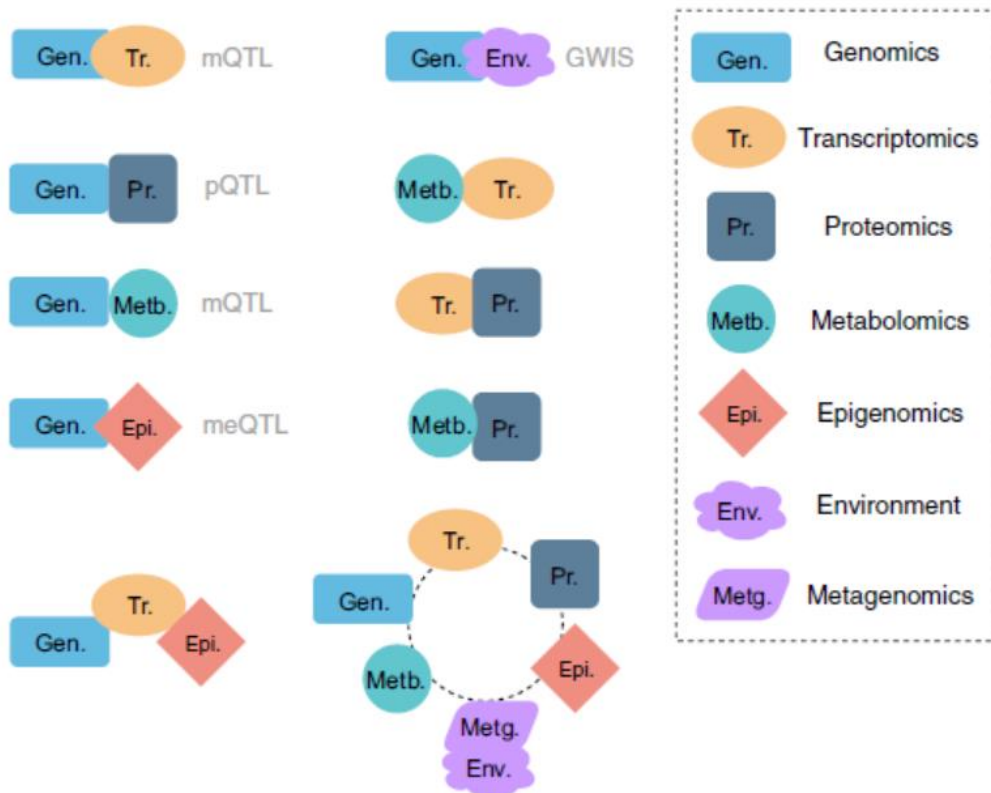 Gen. Tr. mQTL
Gen. Env. GWIS
Gen. Pr. pQTL
Metb. Tr.
Gen. Metb. mQTL
Tr. Pr.
Gen. Epi. meQTL
Metb. Pr.
Gen. Tr. Epi.
Tr.
Pr.
Gen.
Epi.
Metb.
Metg.
Env.
Gen. Genomics
Tr. Transcriptomics
Pr. Proteomics
Metb. Metabolomics
Epi. Epigenomics
Env. Environment
Metg. Metagenomics